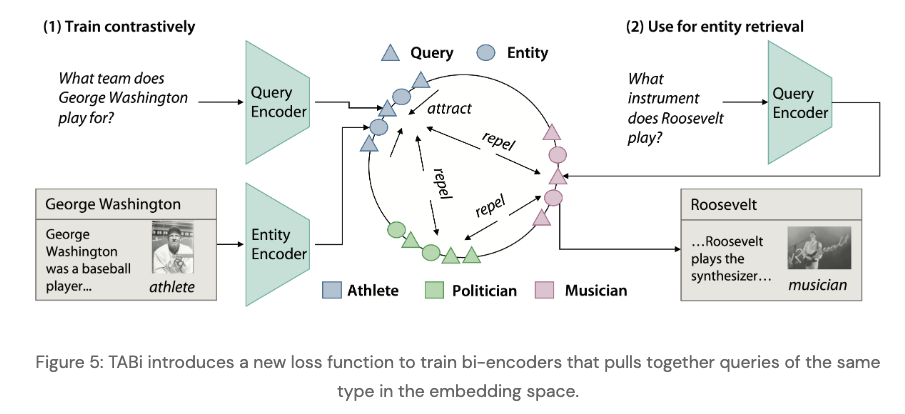 (1) Train contrastively
(2) Use for entity retrieval
Query
Entity
What team does
George Washington
play for?
Query
Encoder
attract
repel
repel
repel
What
instrument
does Roosevelt
play?
Query
Encoder
George Washington
George
Washington
was a baseball
player...
athlete
Entity
Encoder
Roosevelt
...Roosevelt
plays the
synthesizer...
musician
Athlete
Politician
Musician
Figure 5: TABi introduces a new loss function to train bi-encoders that pulls together queries of the same
type in the embedding space.